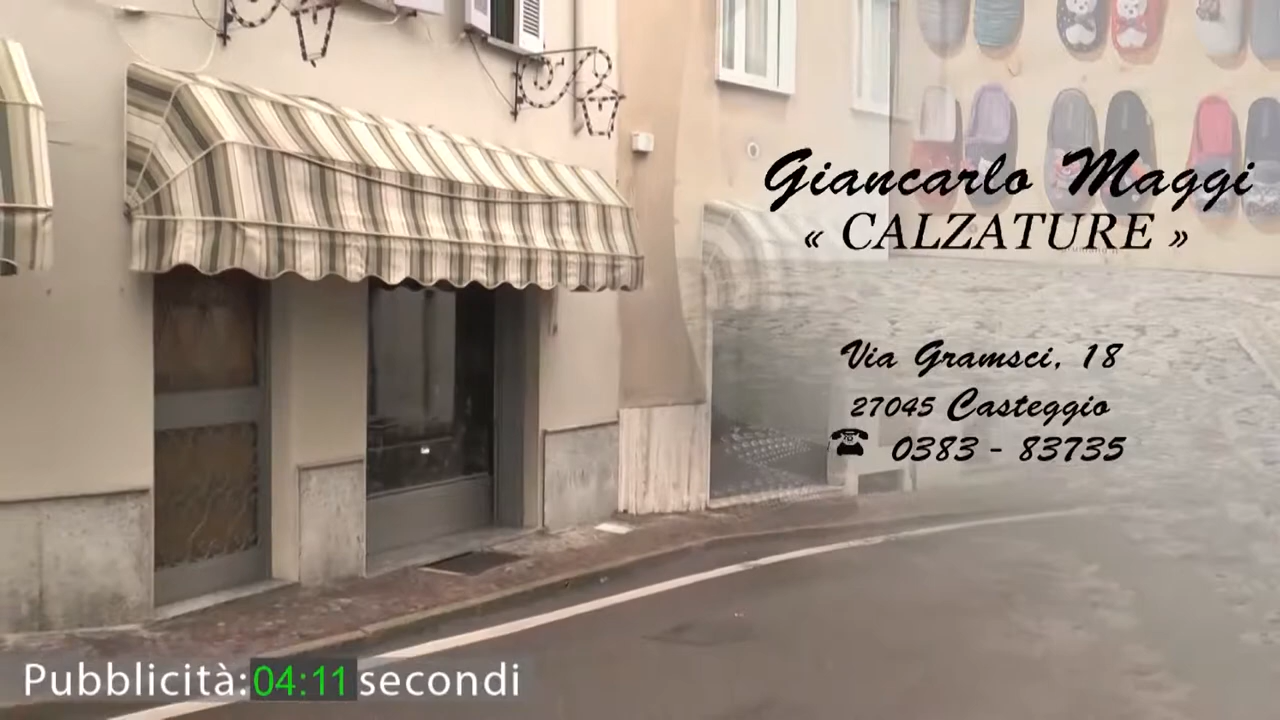 Giancarlo Maggi
« CALZATURE »
Via Gramsci, 18
27045 Casteggio
☎ 0383 - 83735
Pubblicità: 04:11 secondi